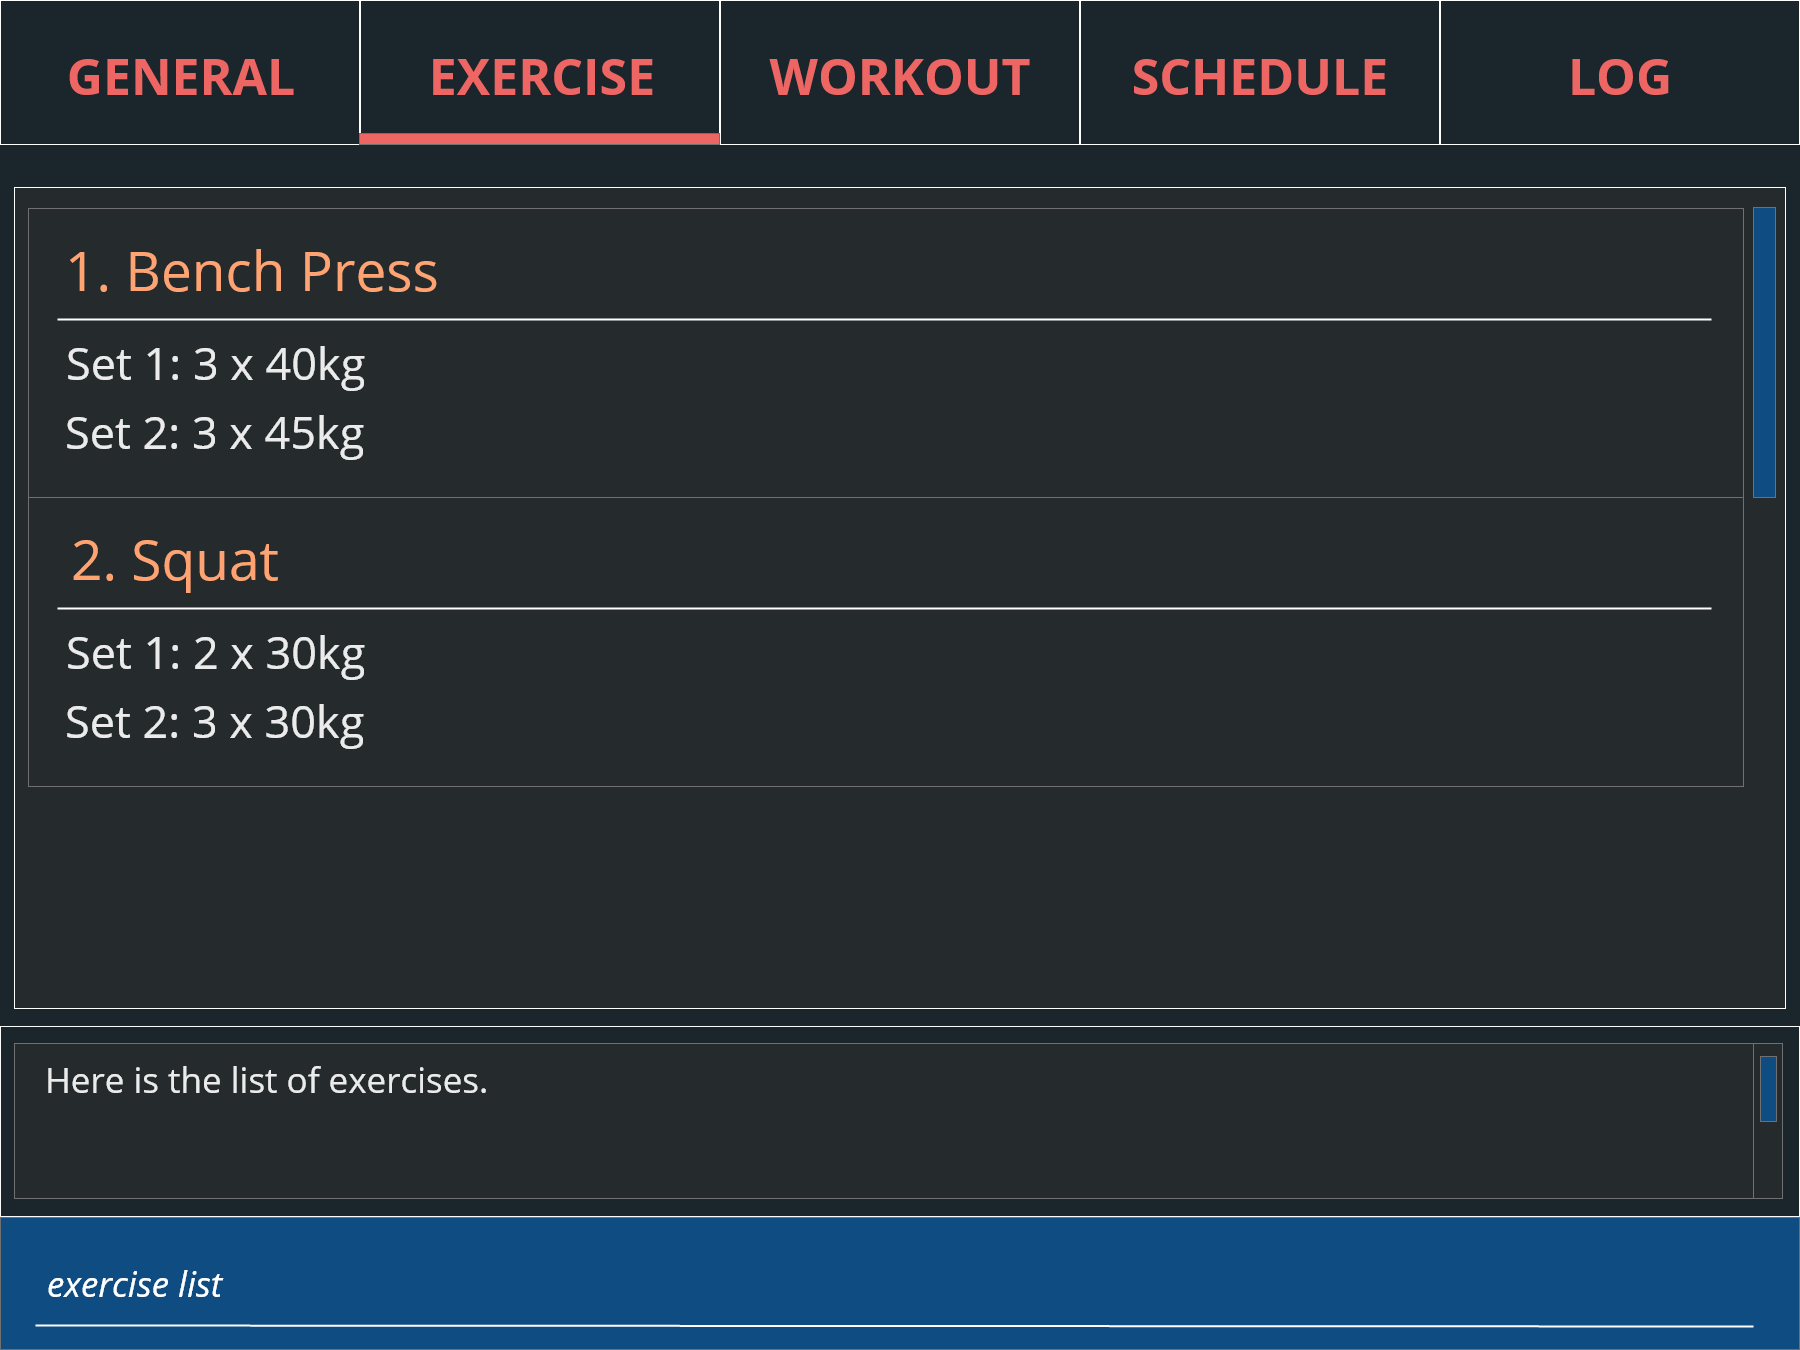 GENERAL EXERCISE WORKOUT SCHEDULE LOG
1. Bench Press
Set 1: 3 x 40kg
Set 2: 3 x 45kg
2. Squat
Set 1: 2 x 30kg
Set 2: 3 x 30kg
Here is the list of exercises.
exercise list